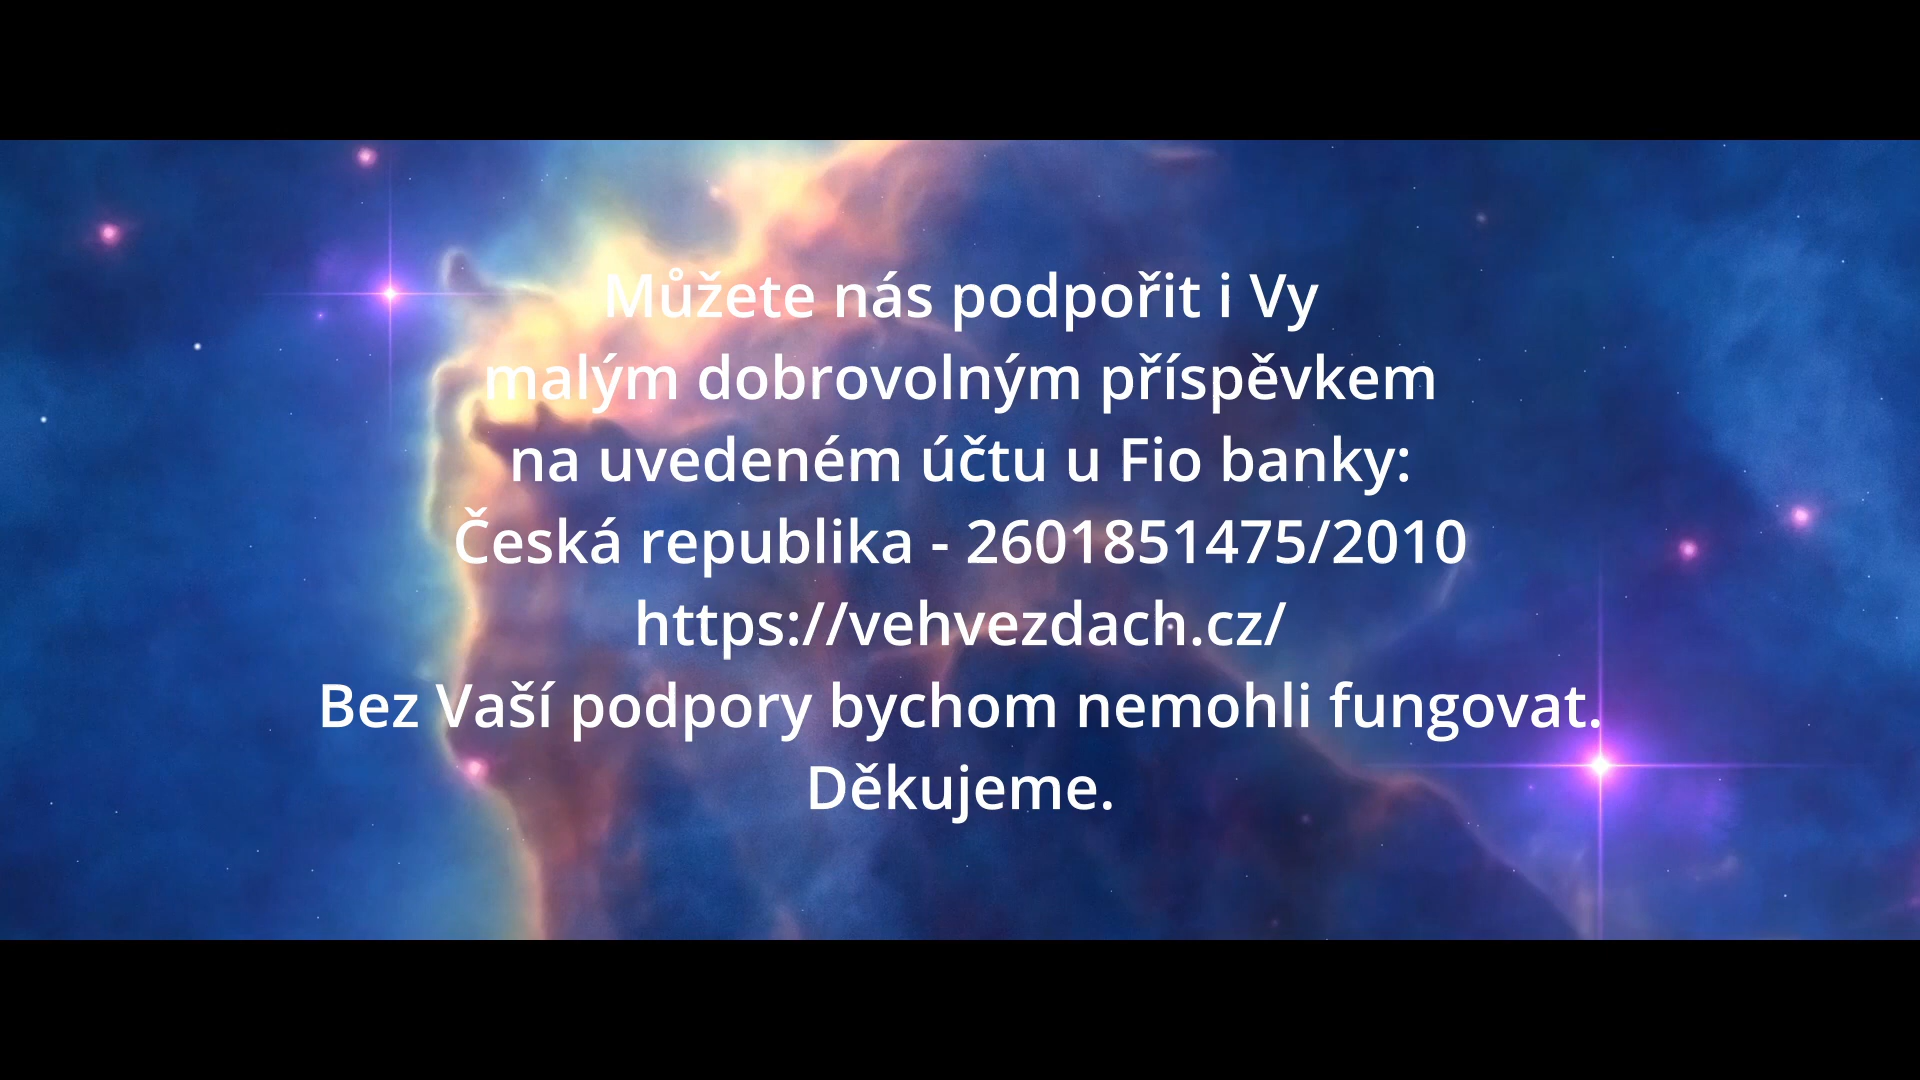 Můžete nás podpořit i Vy
malým dobrovolným příspěvkem
na uvedeném účtu u Fio banky:
Česká republika - 2601851475/2010
https://vehvezdach.cz/
Bez Vaší podpory bychom nemohli fungovat.
Děkujeme.